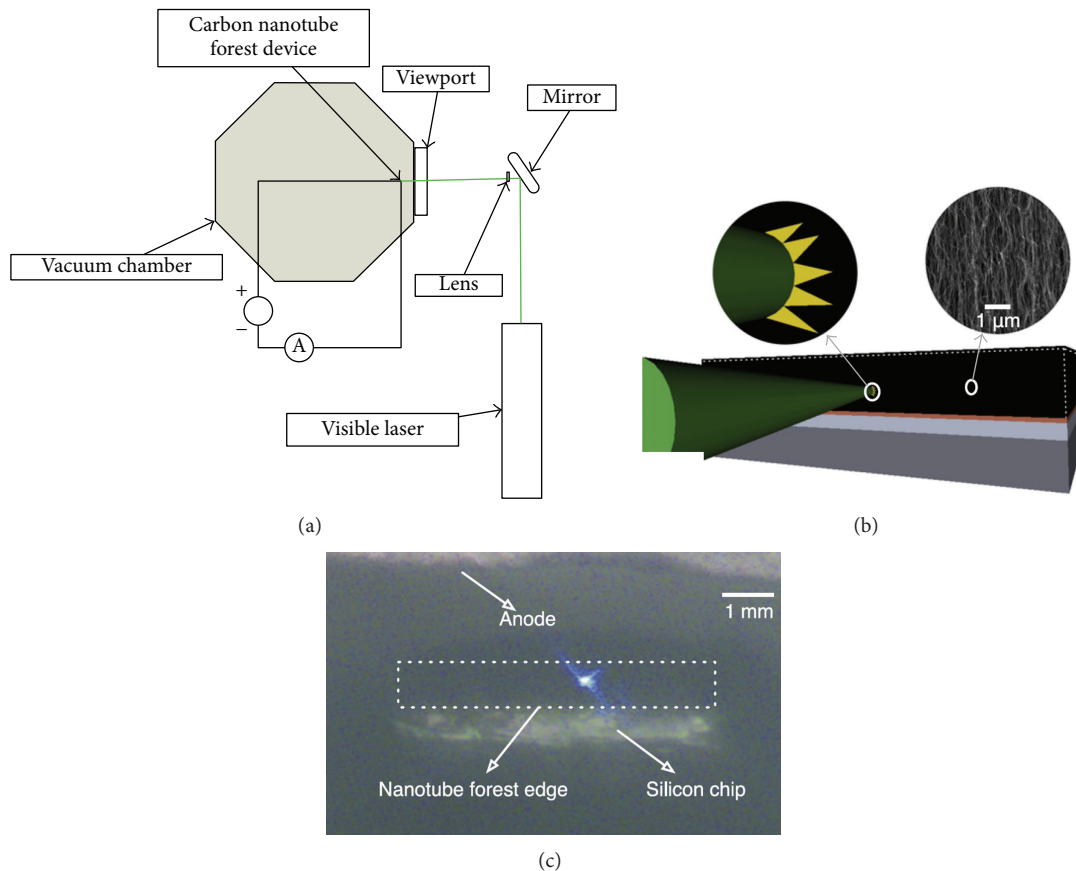 Carbon nanotube
forest device
Viewport
Mirror
Vacuum chamber
Lens
+
−
A
Visible laser
(a)
1 μm
(b)
1 mm
Anode
Nanotube forest edge
Silicon chip
(c)